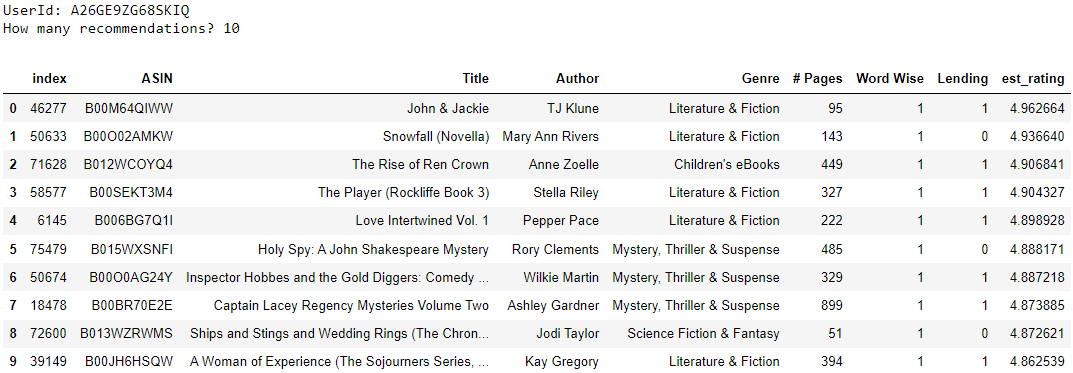 UserId: A26GE9ZG68SKIQ
How many recommendations? 10
index ASIN Title Author Genre # Pages Word Wise Lending est_rating
0 46277 B00M64QIWW John & Jackie TJ Klune Literature & Fiction 95 1 1 4.962664
1 50633 B00O02AMKW Snowfall (Novella) Mary Ann Rivers Literature & Fiction 143 1 0 4.936640
2 71628 B012WCOYQ4 The Rise of Ren Crown Anne Zoelle Children's eBooks 449 1 1 4.906841
3 58577 B00SEKT3M4 The Player (Rockliffe Book 3) Stella Riley Literature & Fiction 327 1 1 4.904327
4 6145 B006BG7Q1I Love Intertwined Vol. 1 Pepper Pace Literature & Fiction 222 1 1 4.898928
5 75479 B015WXSNFI Holy Spy: A John Shakespeare Mystery Rory Clements Mystery, Thriller & Suspense 485 1 0 4.888171
6 50674 B00O0AG24Y Inspector Hobbes and the Gold Diggers: Comedy ... Wilkie Martin Mystery, Thriller & Suspense 329 1 1 4.887218
7 18478 B00BR70E2E Captain Lacey Regency Mysteries Volume Two Ashley Gardner Mystery, Thriller & Suspense 899 1 1 4.873885
8 72600 B013WZRWMS Ships and Stings and Wedding Rings (The Chron... Jodi Taylor Science Fiction & Fantasy 51 1 0 4.872621
9 39149 B00JH6HSQW A Woman of Experience (The Sojourners Series, ... Kay Gregory Literature & Fiction 394 1 1 4.862539